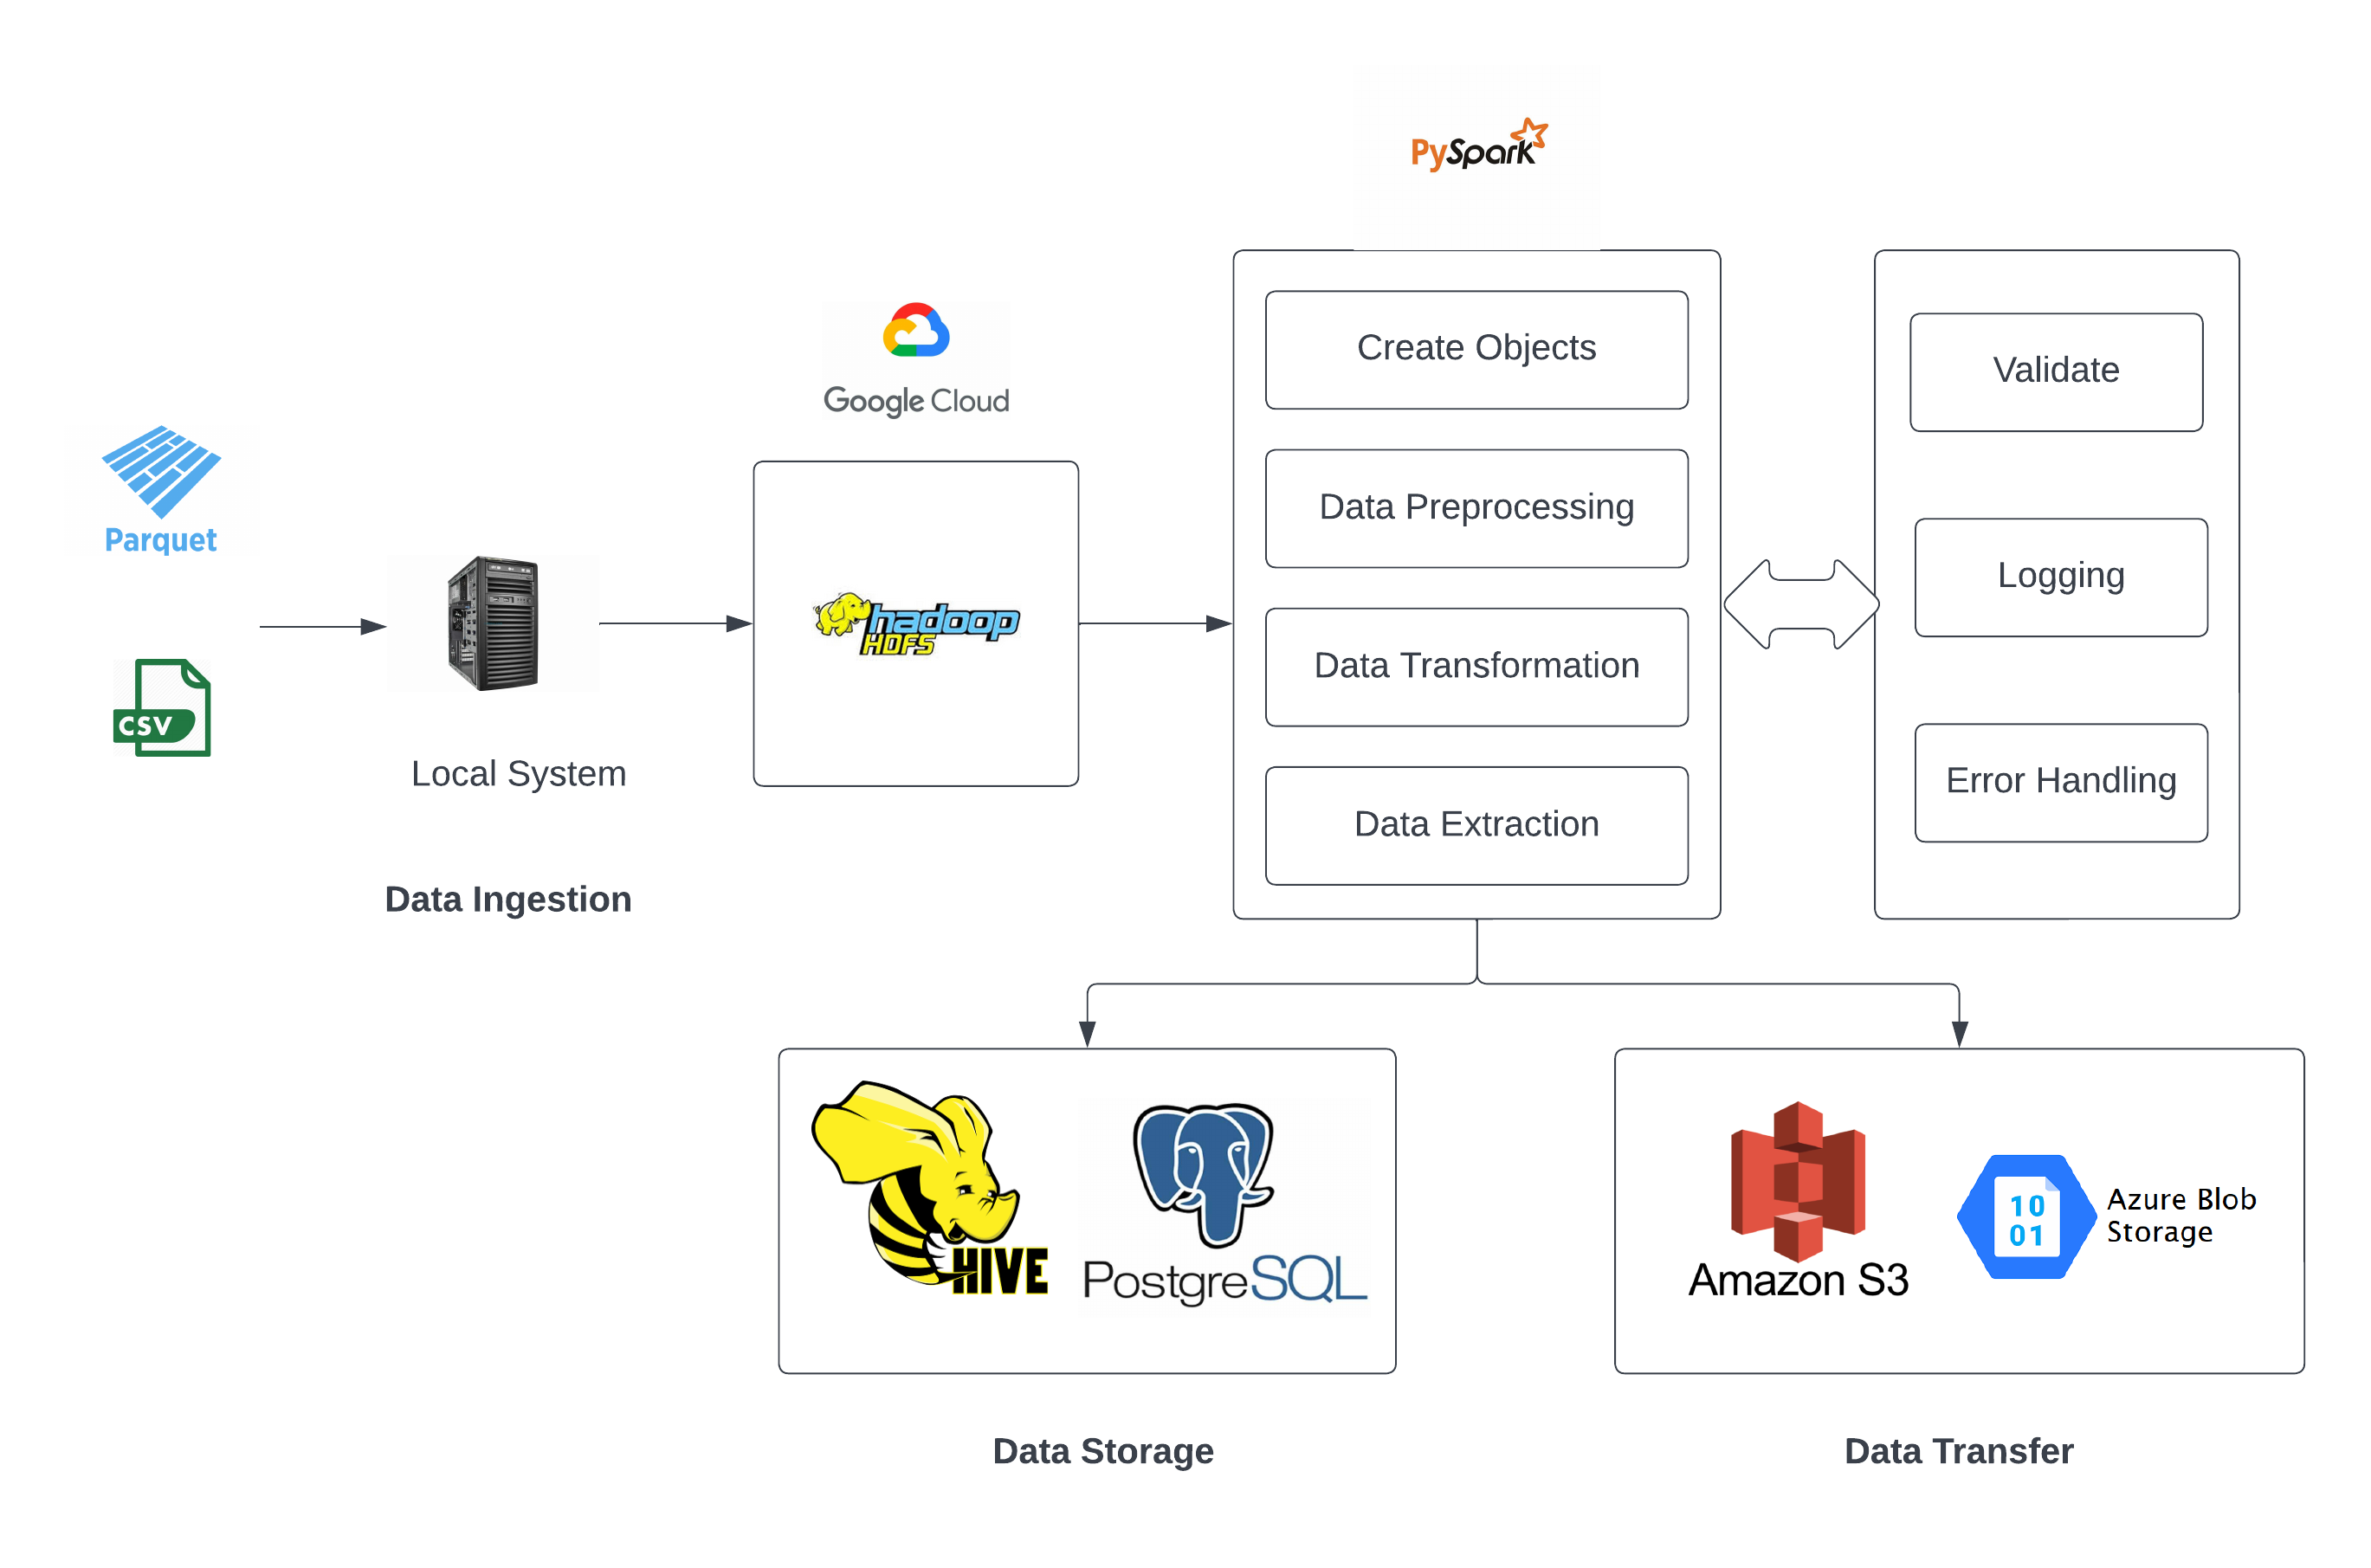 PySpark
Google Cloud
Parquet
CSV
Local System
Data Ingestion
hadoop
HDFS
Create Objects
Data Preprocessing
Data Transformation
Data Extraction
Validate
Logging
Error Handling
HIVE
PostgreSQL
Data Storage
Amazon S3
10
01
Azure Blob
Storage
Data Transfer